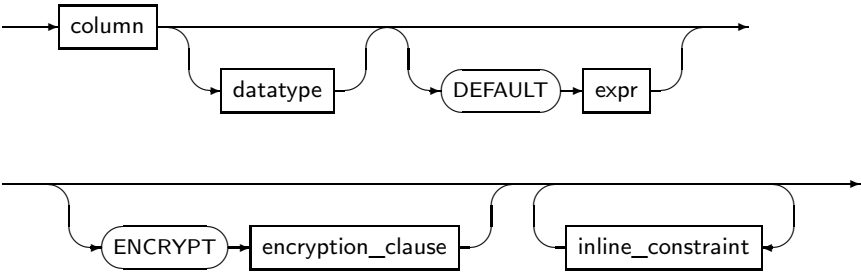 column
datatype
DEFAULT
expr
ENCRYPT
encryption_clause
inline_constraint